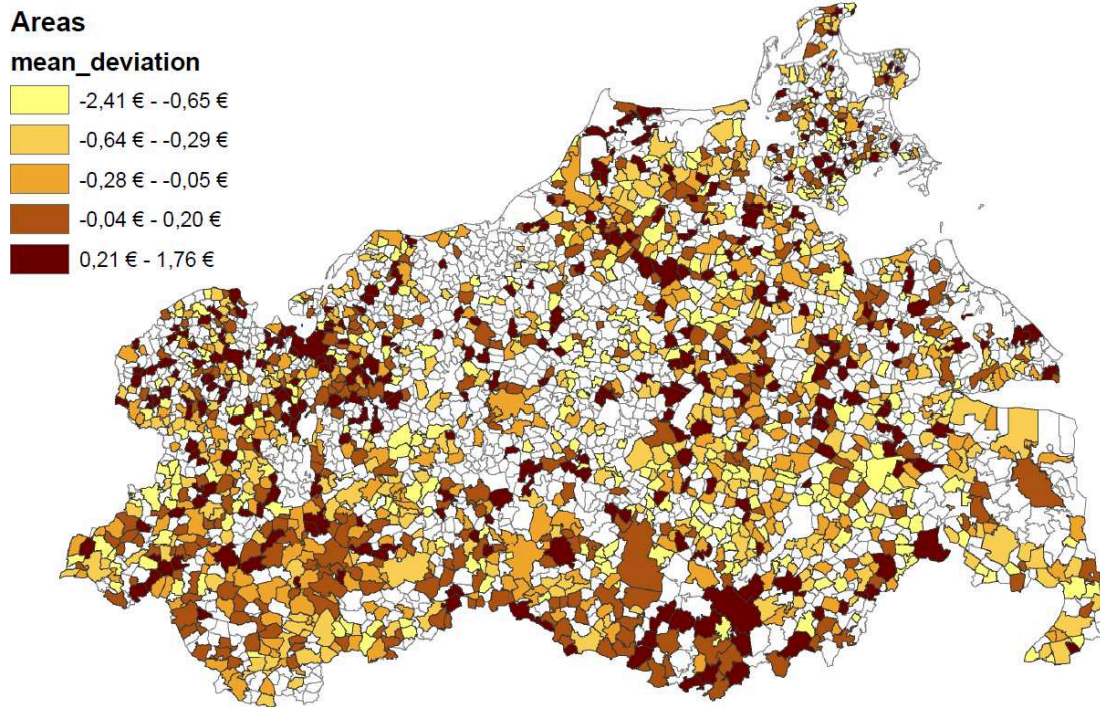 Areas
mean_deviation
-2,41 € - -0,65 €
-0,64 € - -0,29 €
-0,28 € - -0,05 €
-0,04 € - 0,20 €
0,21 € - 1,76 €